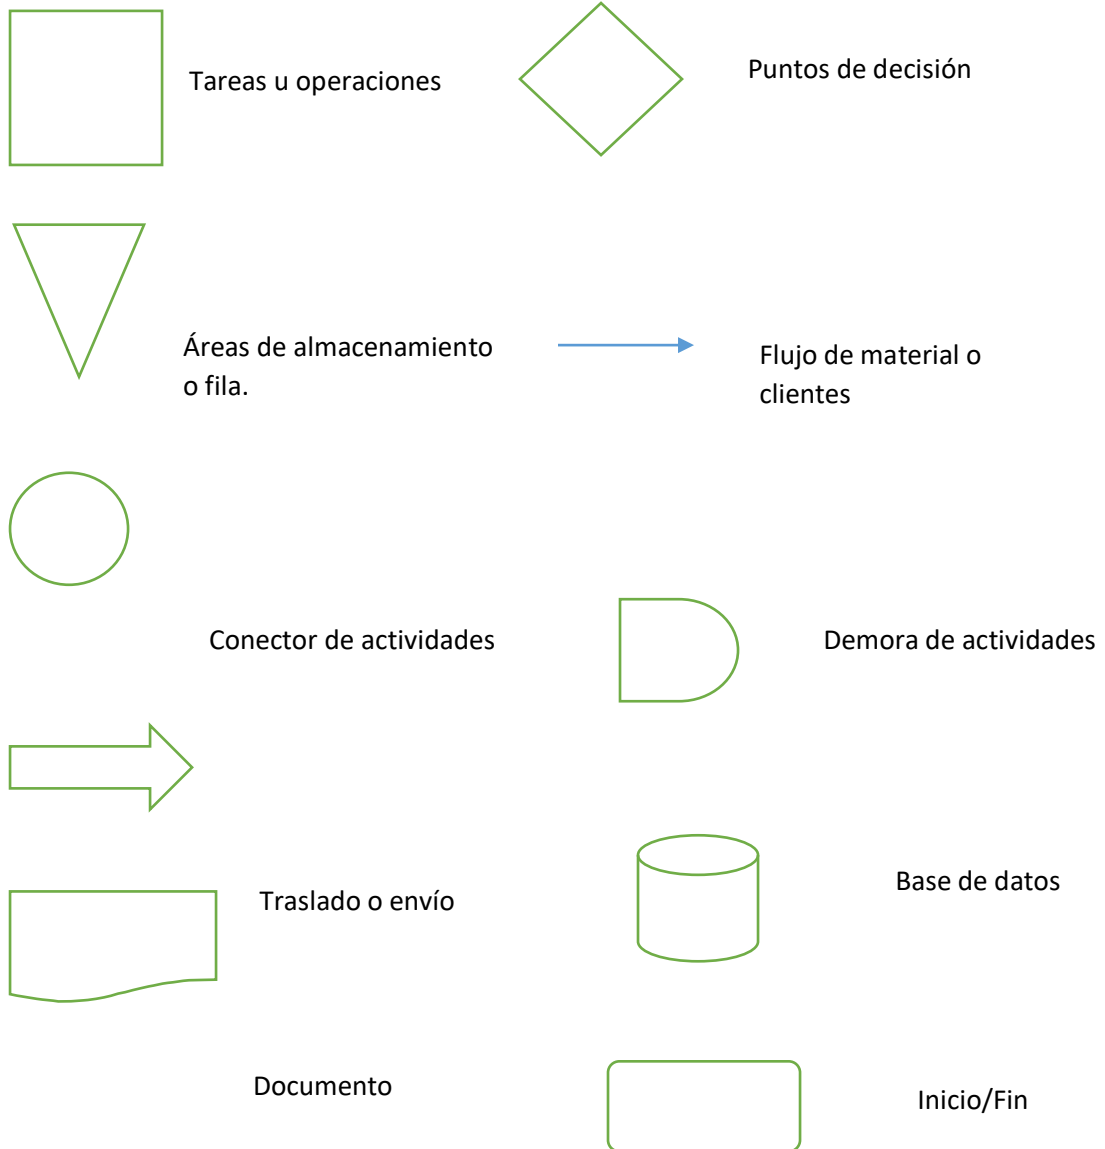 Tareas u operaciones
Puntos de decisión
Áreas de almacenamiento
o fila.
Flujo de material o
clientes
Conector de actividades
Demora de actividades
Traslado o envío
Base de datos
Documento
Inicio/Fin